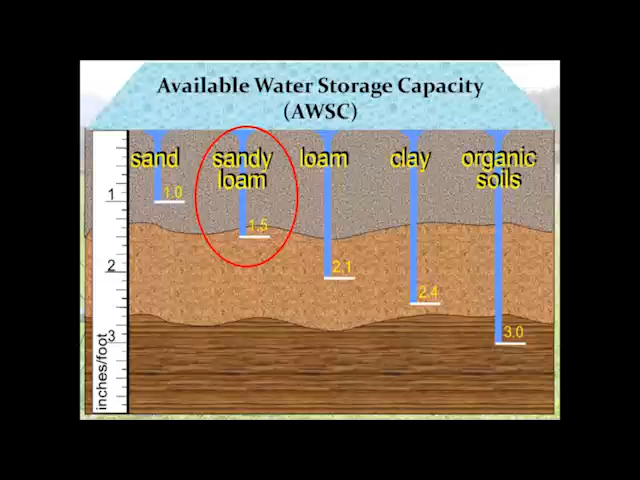 Available Water Storage Capacity
(AWSC)
sand
sandy
loam
loam
clay
organic
soils
1
1.0
1.5
2
2.1
2.4
3
3.0
inches/foot